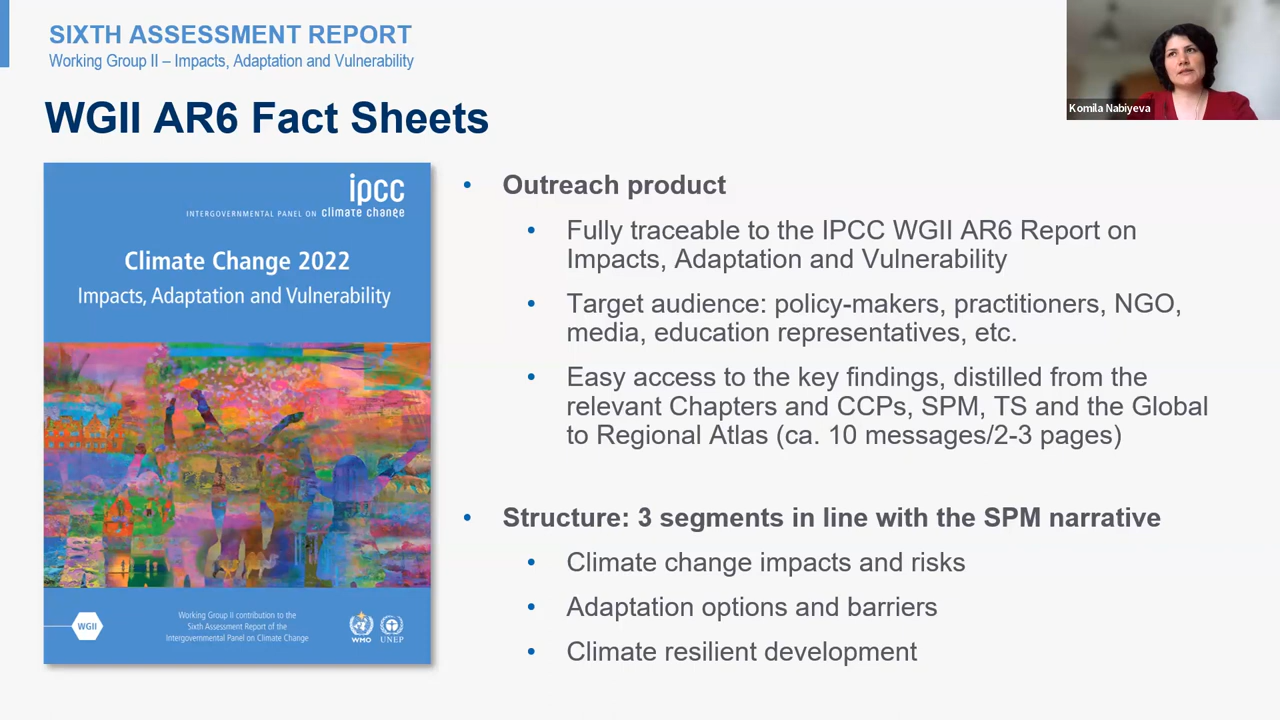 SIXTH ASSESSMENT REPORT
Working Group II – Impacts, Adaptation and Vulnerability
Komila Nabiyeva
WGII AR6 Fact Sheets
ipcc
INTERGOVERNMENTAL PANEL ON climate change
Climate Change 2022
Impacts, Adaptation and Vulnerability
WGII
Working Group II contribution to the
Sixth Assessment Report of the
Intergovernmental Panel on Climate Change
WMO
UNEP
• Outreach product
• Fully traceable to the IPCC WGII AR6 Report on
Impacts, Adaptation and Vulnerability
• Target audience: policy-makers, practitioners, NGO,
media, education representatives, etc.
• Easy access to the key findings, distilled from the
relevant Chapters and CCPs, SPM, TS and the Global
to Regional Atlas (ca. 10 messages/2-3 pages)
• Structure: 3 segments in line with the SPM narrative
• Climate change impacts and risks
• Adaptation options and barriers
• Climate resilient development